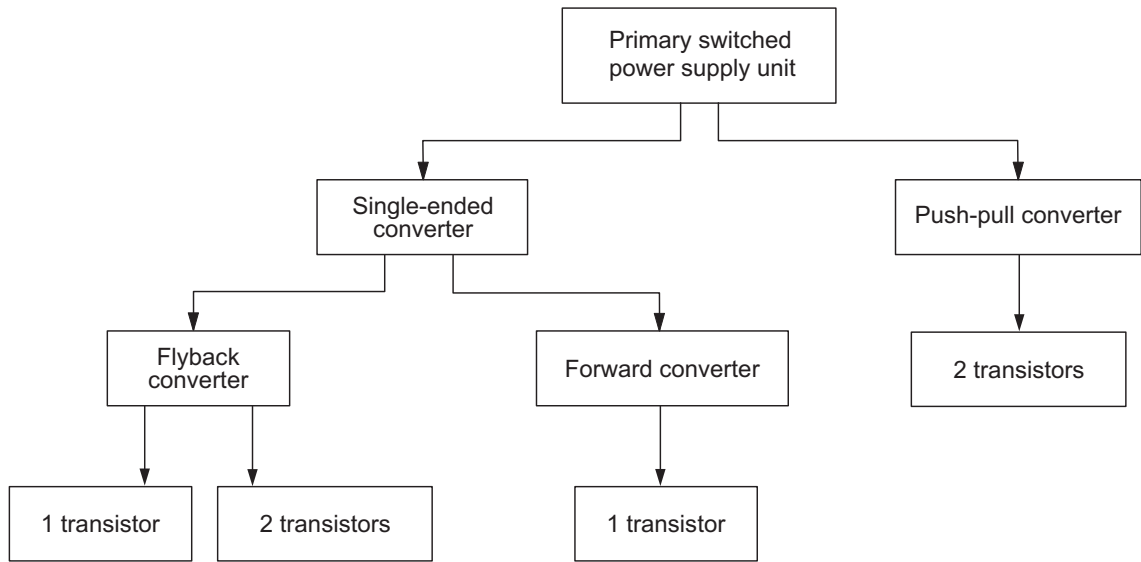 Primary switched
power supply unit
Single-ended
converter
Push-pull converter
Flyback
converter
Forward converter
2 transistors
1 transistor
2 transistors
1 transistor